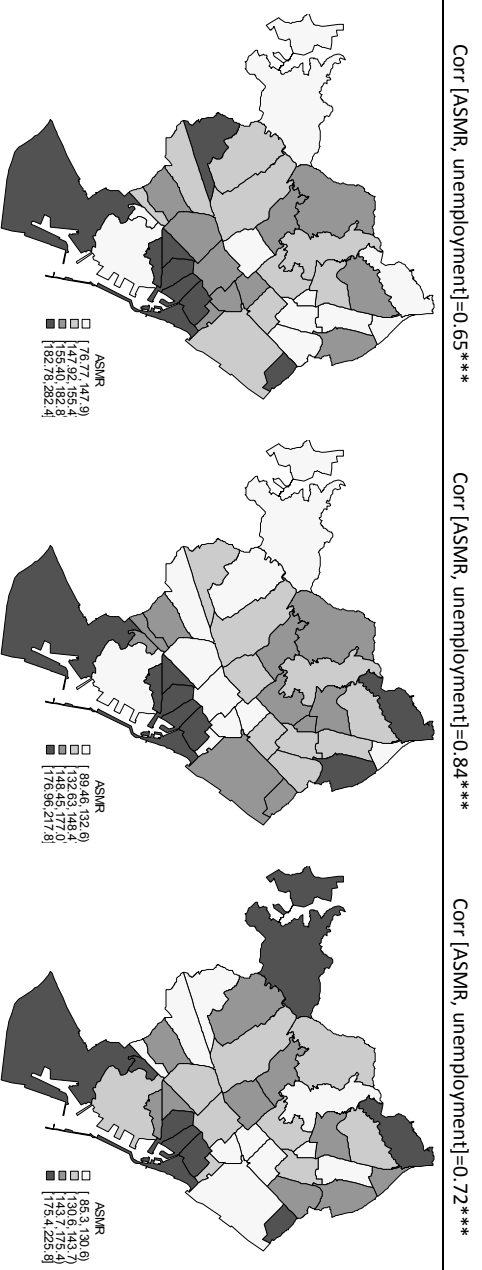 Corr [ASMR, unemployment]=0.65***
ASMR
[ 76.77,147.9)
[147.92,155.4
[155.40,182.8
[182.78,282.4]
Corr [ASMR, unemployment]=0.84***
ASMR
[ 89.46,132.6)
[132.63,148.4
[148.45,177.0
[176.96,217.8]
Corr [ASMR, unemployment]=0.72***
ASMR
[ 85.3,130.6)
[130.6,143.7)
[143.7,175.4)
[175.4,225.8]